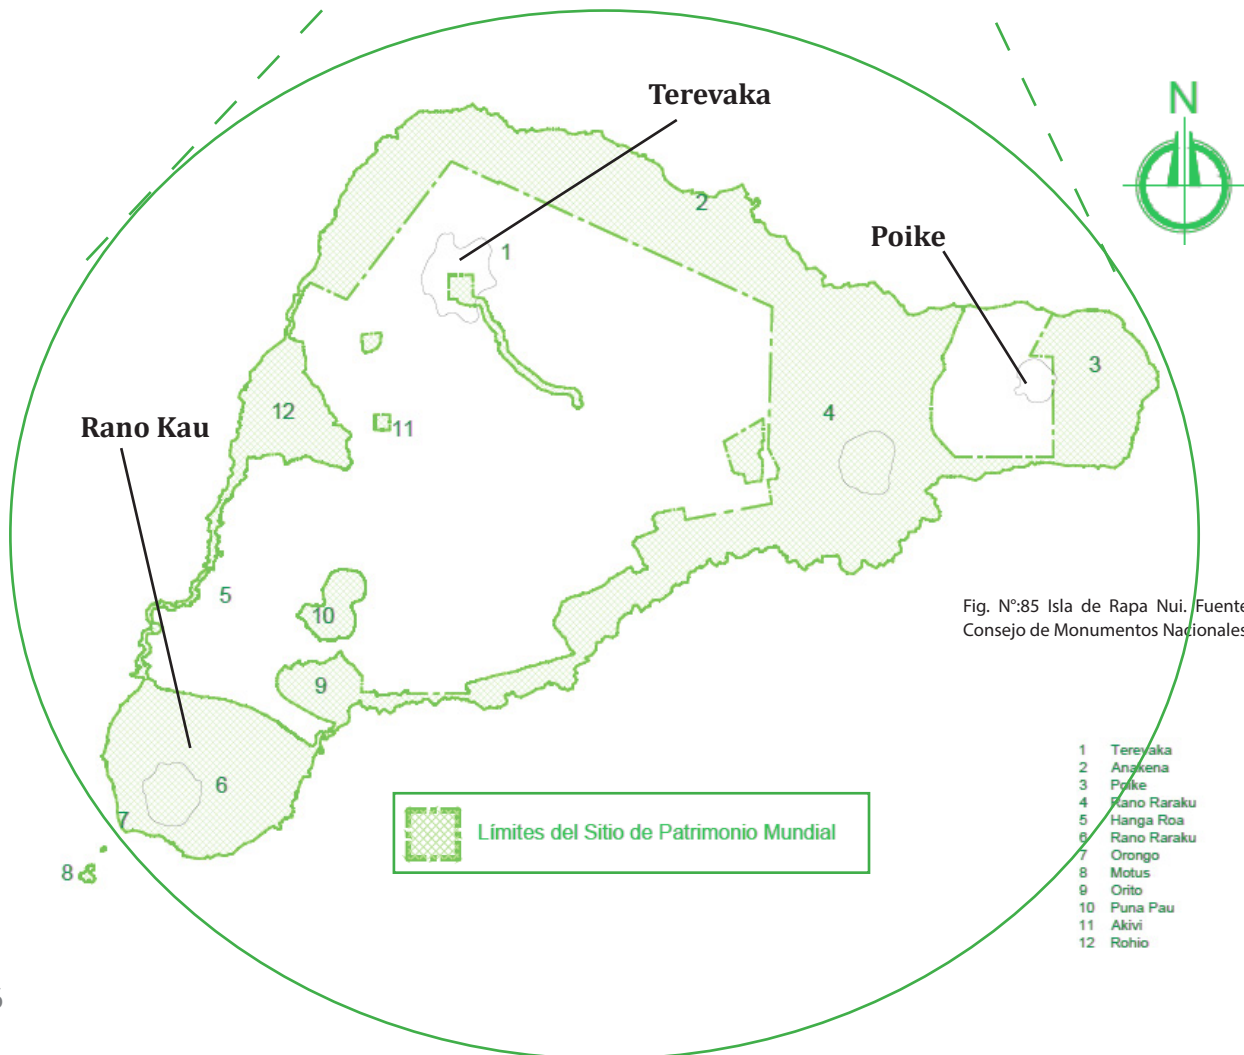 Terevaka
N
2
Poike
1
3
12
4
11
Rano Kau
5
10
Fig. N°:85 Isla de Rapa Nui. Fuente
Consejo de Monumentos Nacionales
9
6
7
8
Límites del Sitio de Patrimonio Mundial
1 Terevaka
2 Anakena
3 Poike
4 Rano Raraku
5 Hanga Roa
6 Rano Raraku
7 Orongo
8 Motus
9 Orito
10 Puna Pau
11 Akivi
12 Rohio